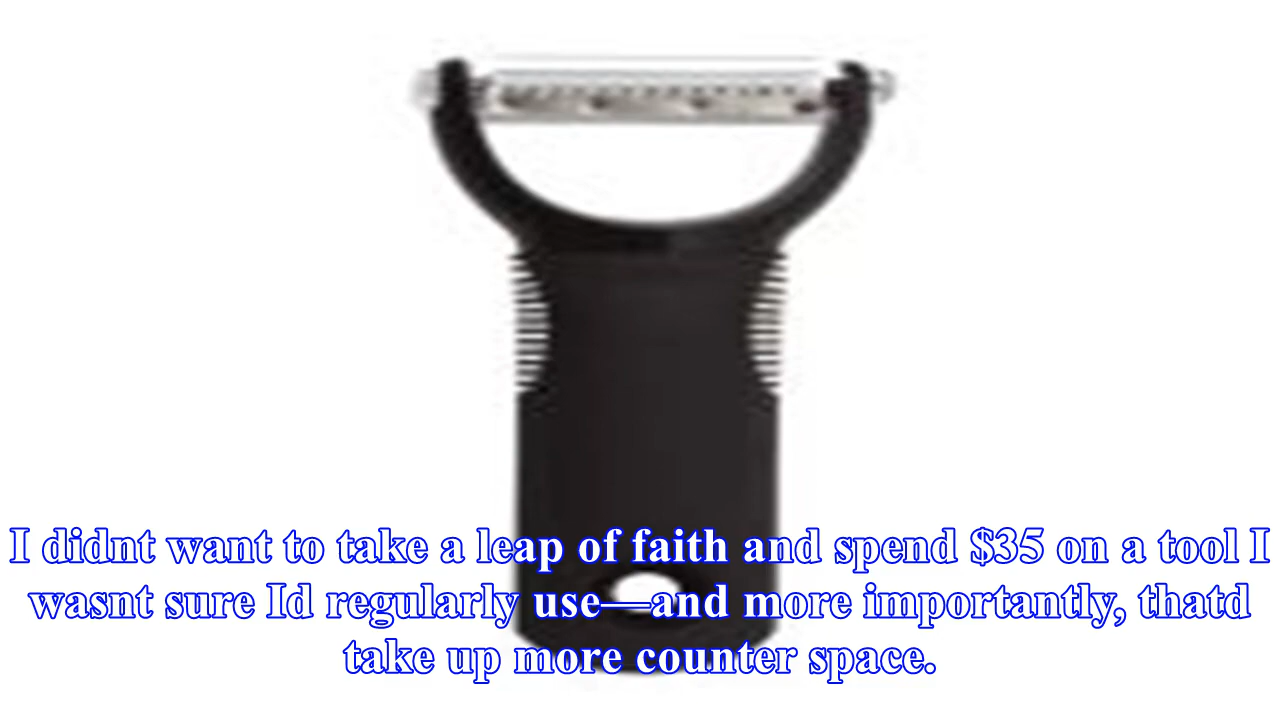 I didnt want to take a leap of faith and spend $35 on a tool I
wasnt sure Id regularly use—and more importantly, thatd
take up more counter space.